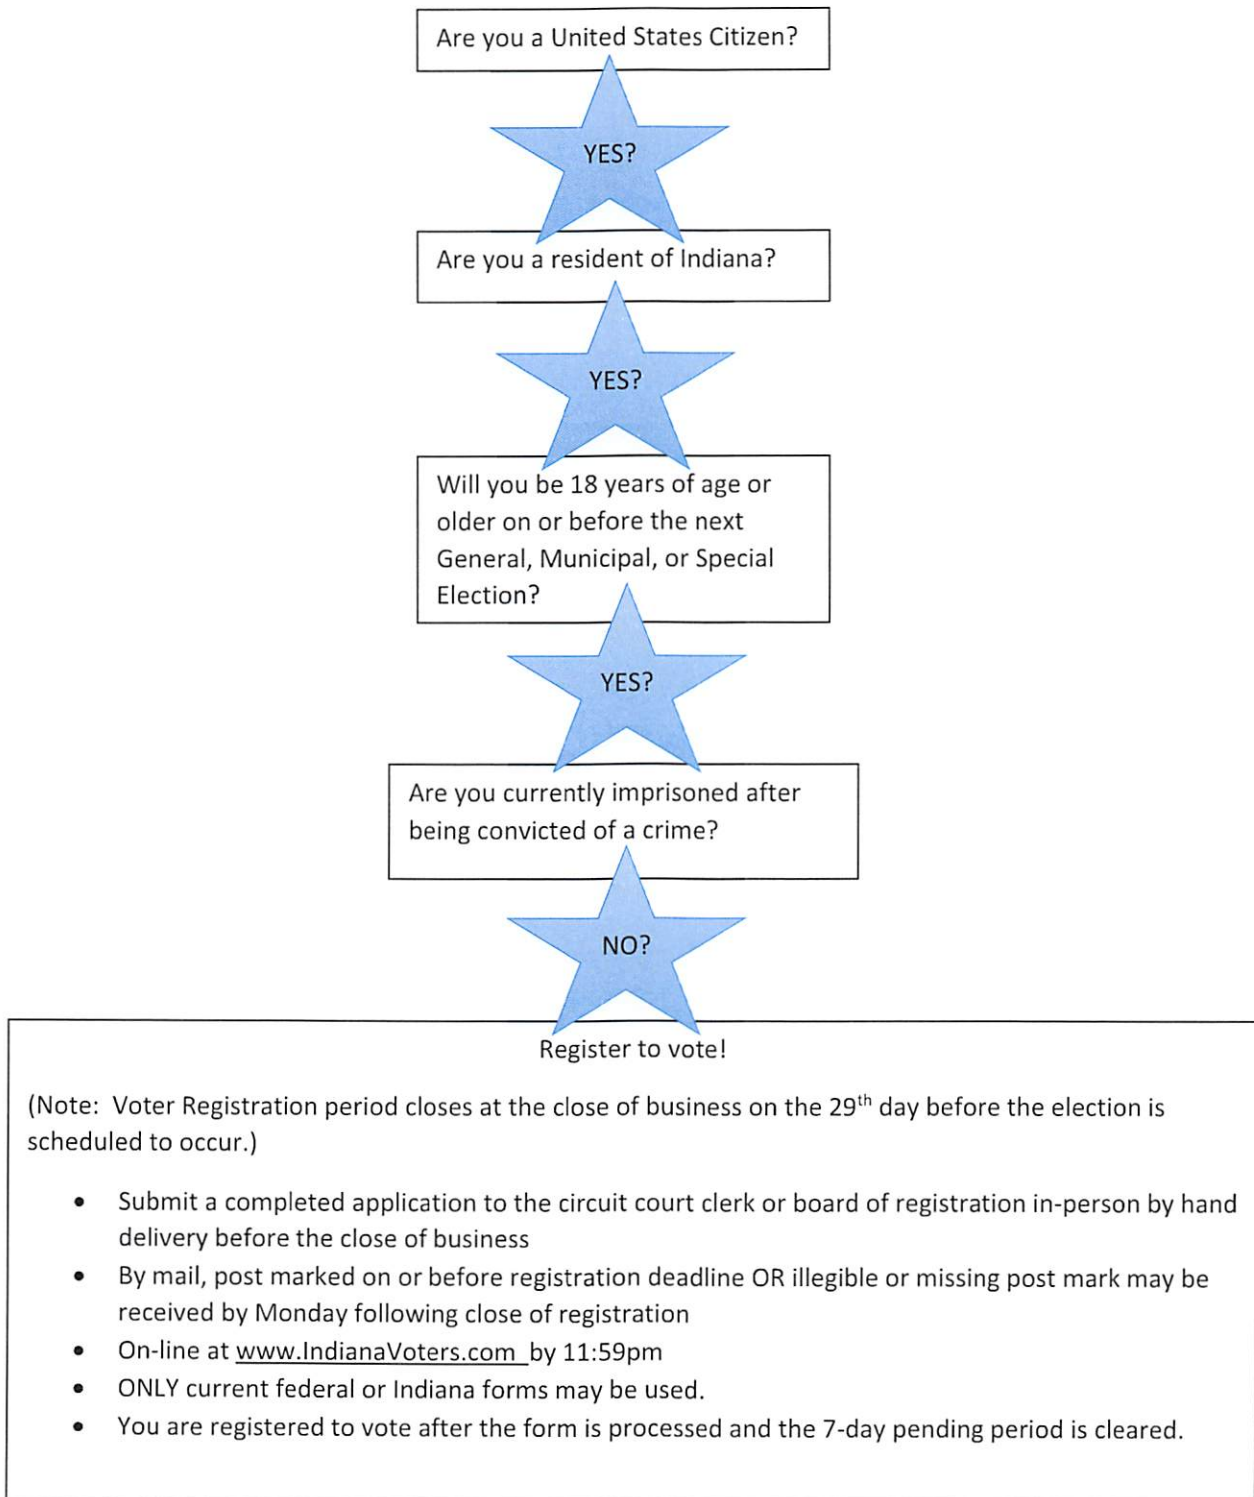 Are you a United States Citizen?
YES?
Are you a resident of Indiana?
YES?
Will you be 18 years of age or
older on or before the next
General, Municipal, or Special
Election?
YES?
Are you currently imprisoned after
being convicted of a crime?
NO?
Register to vote!
(Note: Voter Registration period closes at the close of business on the 29th day before the election is
scheduled to occur.)
• Submit a completed application to the circuit court clerk or board of registration in-person by hand
delivery before the close of business
• By mail, post marked on or before registration deadline OR illegible or missing post mark may be
received by Monday following close of registration
• On-line at www.IndianaVoters.com by 11:59pm
• ONLY current federal or Indiana forms may be used.
• You are registered to vote after the form is processed and the 7-day pending period is cleared.